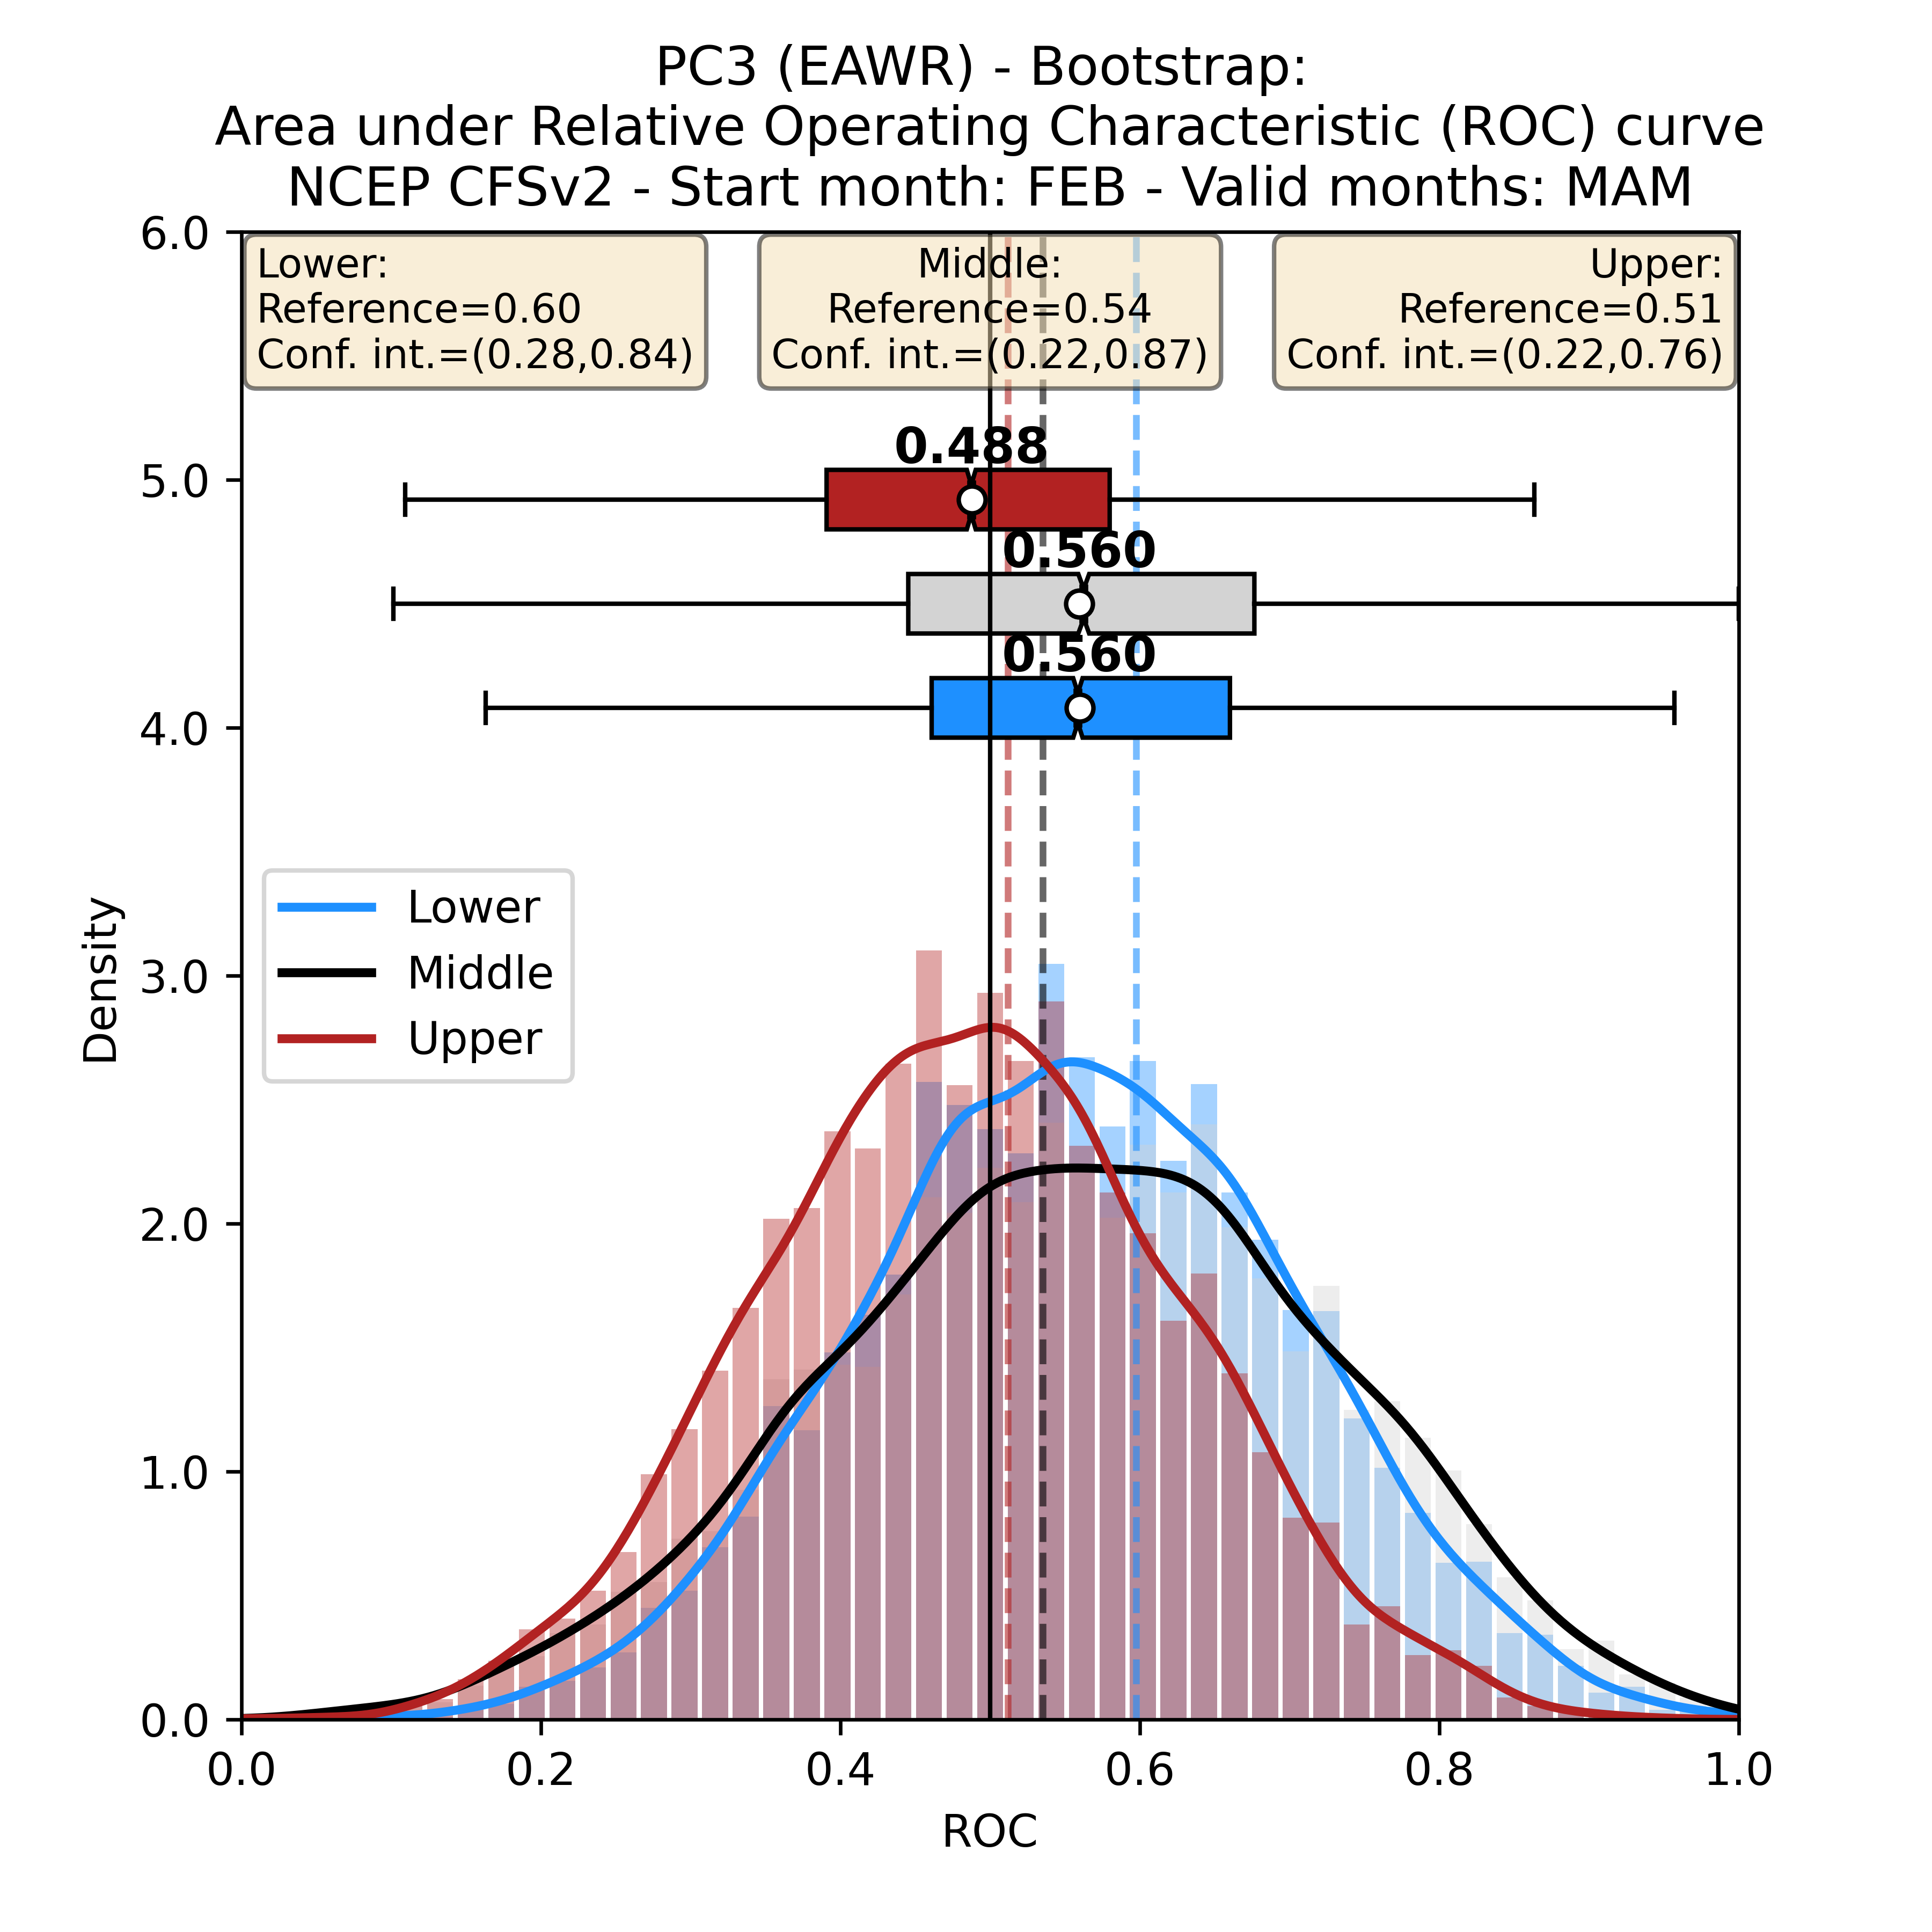 PC3 (EAWR) - Bootstrap:
Area under Relative Operating Characteristic (ROC) curve
NCEP CFSv2 - Start month: FEB - Valid months: MAM
Lower:
Reference=0.60
Conf. int.=(0.28,0.84)
Middle:
Reference=0.54
Conf. int.=(0.22,0.87)
Upper:
Reference=0.51
Conf. int.=(0.22,0.76)
0.488
0.560
0.560
Lower
Middle
Upper
Density
6.0
5.0
4.0
3.0
2.0
1.0
0.0
0.0 0.2 0.4 0.6 0.8 1.0
ROC